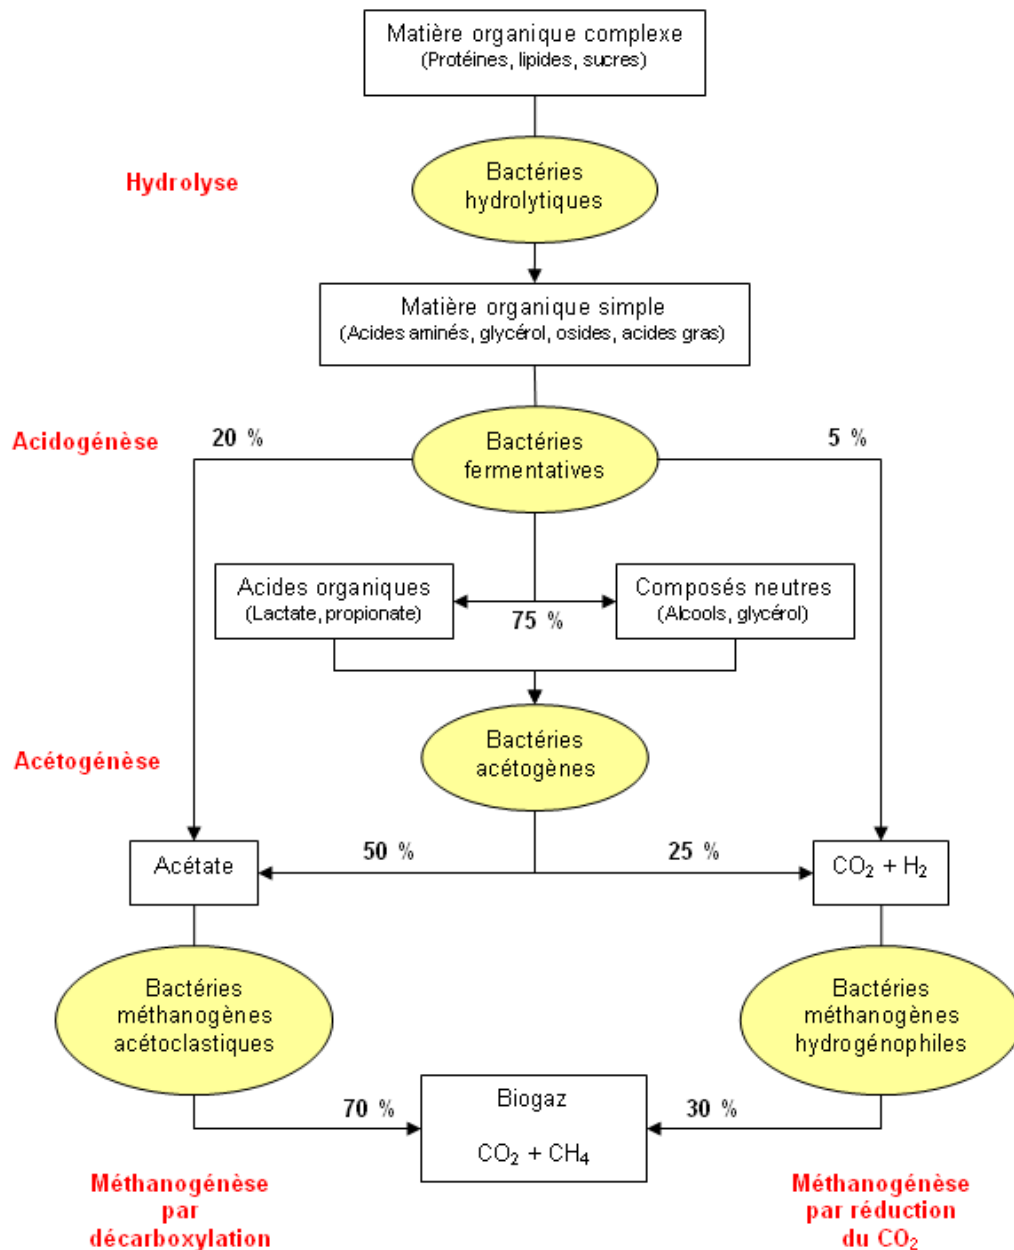 Matière organique complexe
(Protéines, lipides, sucres)
Hydrolyse
Bactéries
hydrolytiques
Matière organique simple
(Acides aminés, glycérol, osides, acides gras)
Acidogénèse
20 %
Bactéries
fermentatives
5 %
Acides organiques
(Lactate, propionate)
75 %
Composés neutres
(Alcools, glycérol)
Acétogénèse
Bactéries
acétogènes
50 %
25 %
Acétate
CO₂ + H₂
Bactéries
méthanogènes
acétoclastiques
Bactéries
méthanogènes
hydrogénophiles
70 %
Biogaz
CO₂ + CH₄
30 %
Méthanogénèse
par
décarboxylation
Méthanogénèse
par réduction
du CO₂